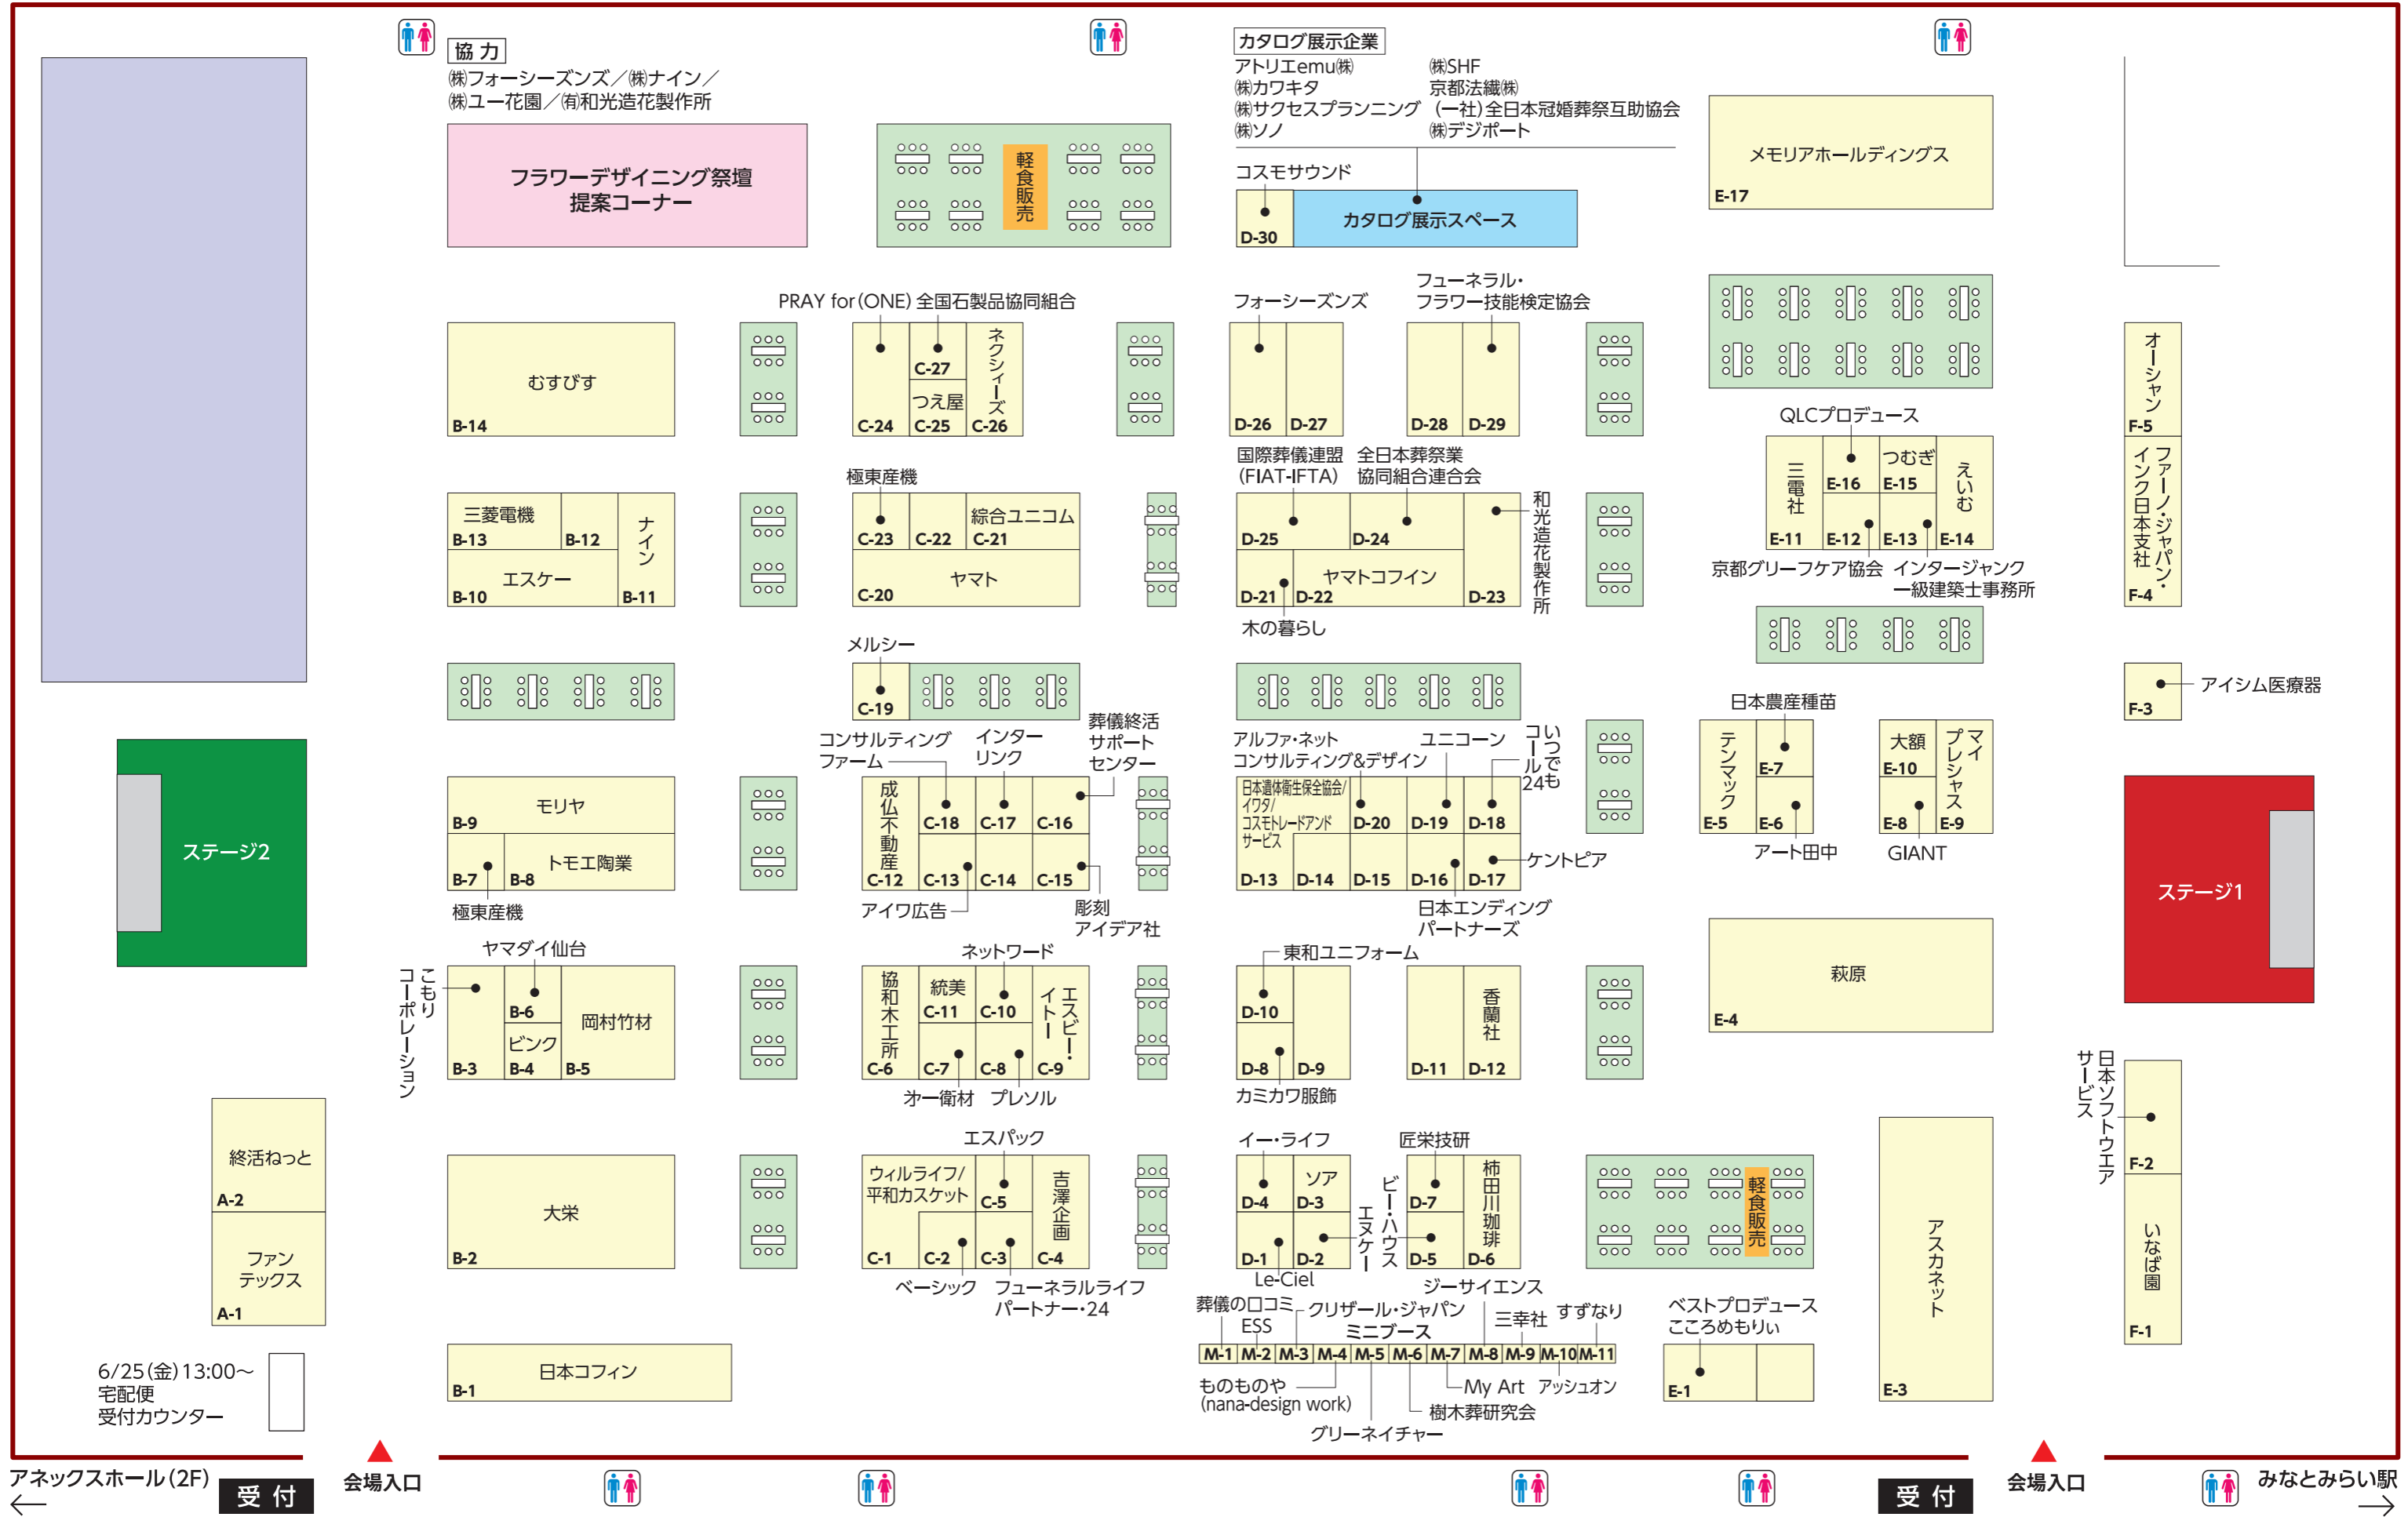 協 力
㈱フォーシーズンズ／㈱ナイン／
㈱ユー花園／㈲和光造花製作所
フラワーデザイニング祭壇
提案コーナー
軽食販売
カタログ展示企業
アトリエemu㈱
㈱カワキタ
㈱サクセスプランニング
㈱ソノ
㈱SHF
京都法繊㈱
(一社)全日本冠婚葬祭互助協会
㈱デジポート
コスモサウンド
D-30
カタログ展示スペース
メモリアホールディングス
E-17
むすびす
B-14
PRAY for(ONE)
全国石製品協同組合
C-24
C-27
つえ屋
C-25
ネクシィーズ
C-26
フォーシーズンズ
D-26
D-27
フューネラル・
フラワー技能検定協会
D-28
D-29
オーシャン
F-5
ファーノ・ジャパン・
インク日本支社
F-4
三菱電機
B-13
B-12
ナイン
B-11
エスケー
B-10
極東産機
C-23
C-22
綜合ユニコム
C-21
ヤマト
C-20
国際葬儀連盟
(FIAT-IFTA)
D-25
全日本葬祭業
協同組合連合会
D-24
和光造花製作所
D-23
D-21
木の暮らし
ヤマトコフイン
D-22
QLCプロデュース
三電社
E-11
E-16
つむぎ
E-15
えいむ
E-14
E-12
E-13
京都グリーフケア協会
インタージャンク
一級建築士事務所
メルシー
C-19
アイシム医療器
F-3
ステージ2
モリヤ
B-9
B-7
トモエ陶業
B-8
極東産機
コンサルティング
ファーム
インター
リンク
葬儀終活
サポート
センター
成仏不動産
C-12
C-18
C-17
C-16
C-13
C-14
C-15
アイワ広告
彫刻
アイデア社
アルファ・ネット
コンサルティング&デザイン
ユニコーン
いつでも
コール24
日本遺体衛生保全協会/
イワタ/
コスモトレードアンド
サービス
D-13
D-20
D-19
D-18
D-14
D-15
D-16
D-17
ケントピア
日本エンディング
パートナーズ
日本農産種苗
テンマック
E-5
E-7
E-6
アート田中
大額
E-10
E-8
GIANT
マイ
プレシャス
E-9
ステージ1
ヤマダイ仙台
こもり
コーポレーション
B-3
B-6
ビンク
B-4
岡村竹材
B-5
ネットワード
協和木工所
C-6
統美
C-11
C-10
エスビー・
イトー
C-9
C-7
C-8
㐧一衛材
プレソル
東和ユニフォーム
D-10
D-8
D-9
カミカワ服飾
D-11
香蘭社
D-12
萩原
E-4
日本ソフトウエア
サービス
F-2
いなば園
F-1
終活ねっと
A-2
ファン
テックス
A-1
大栄
B-2
エスパック
ウィルライフ/
平和カスケット
C-1
C-5
吉澤企画
C-4
C-2
C-3
ベーシック
フューネラルライフ
パートナー・24
イー・ライフ
D-4
ソア
D-3
D-1
D-2
Le-Ciel
エヌケー
ビー・ハウス
匠栄技研
D-7
D-5
柿田川珈琲
D-6
軽食販売
アスカネット
E-3
ベストプロデュース
こころめもりぃ
E-1
葬儀の口コミ
ESS
クリザール・ジャパン
ミニブース
ジーサイエンス
三幸社
すずなり
M-1 M-2 M-3 M-4 M-5 M-6 M-7 M-8 M-9 M-10 M-11
ものものや
(nana-design work)
グリーネイチャー
樹木葬研究会
My Art
アッシュオン
日本コフィン
B-1
6/25(金)13:00～
宅配便
受付カウンター
アネックスホール(2F)
←
受 付
会場入口
受 付
会場入口
みなとみらい駅
→